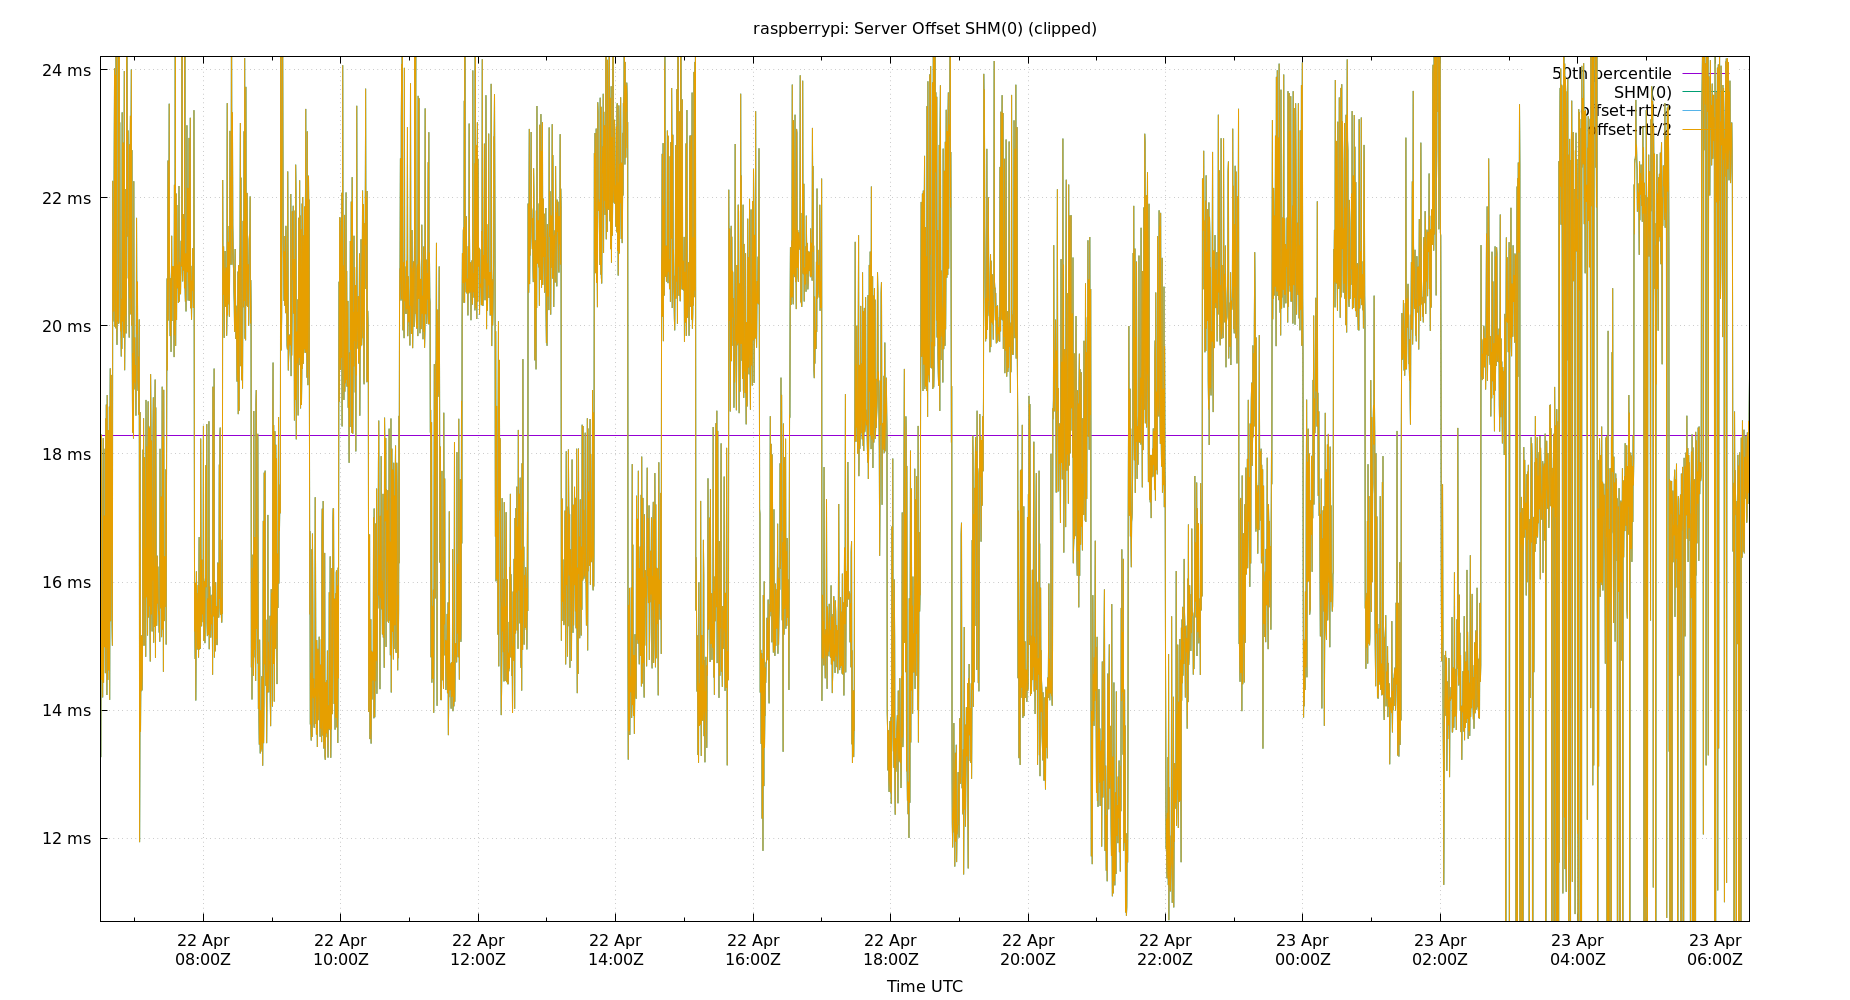 raspberrypi: Server Offset SHM(0) (clipped)
24 ms
22 ms
20 ms
18 ms
16 ms
14 ms
12 ms
50th percentile
SHM(0)
offset+rtt/2
offset-rtt/2
22 Apr 22 Apr 22 Apr 22 Apr 22 Apr 22 Apr 22 Apr 22 Apr 23 Apr 23 Apr 23 Apr 23 Apr
08:00Z 10:00Z 12:00Z 14:00Z 16:00Z 18:00Z 20:00Z 22:00Z 00:00Z 02:00Z 04:00Z 06:00Z
Time UTC